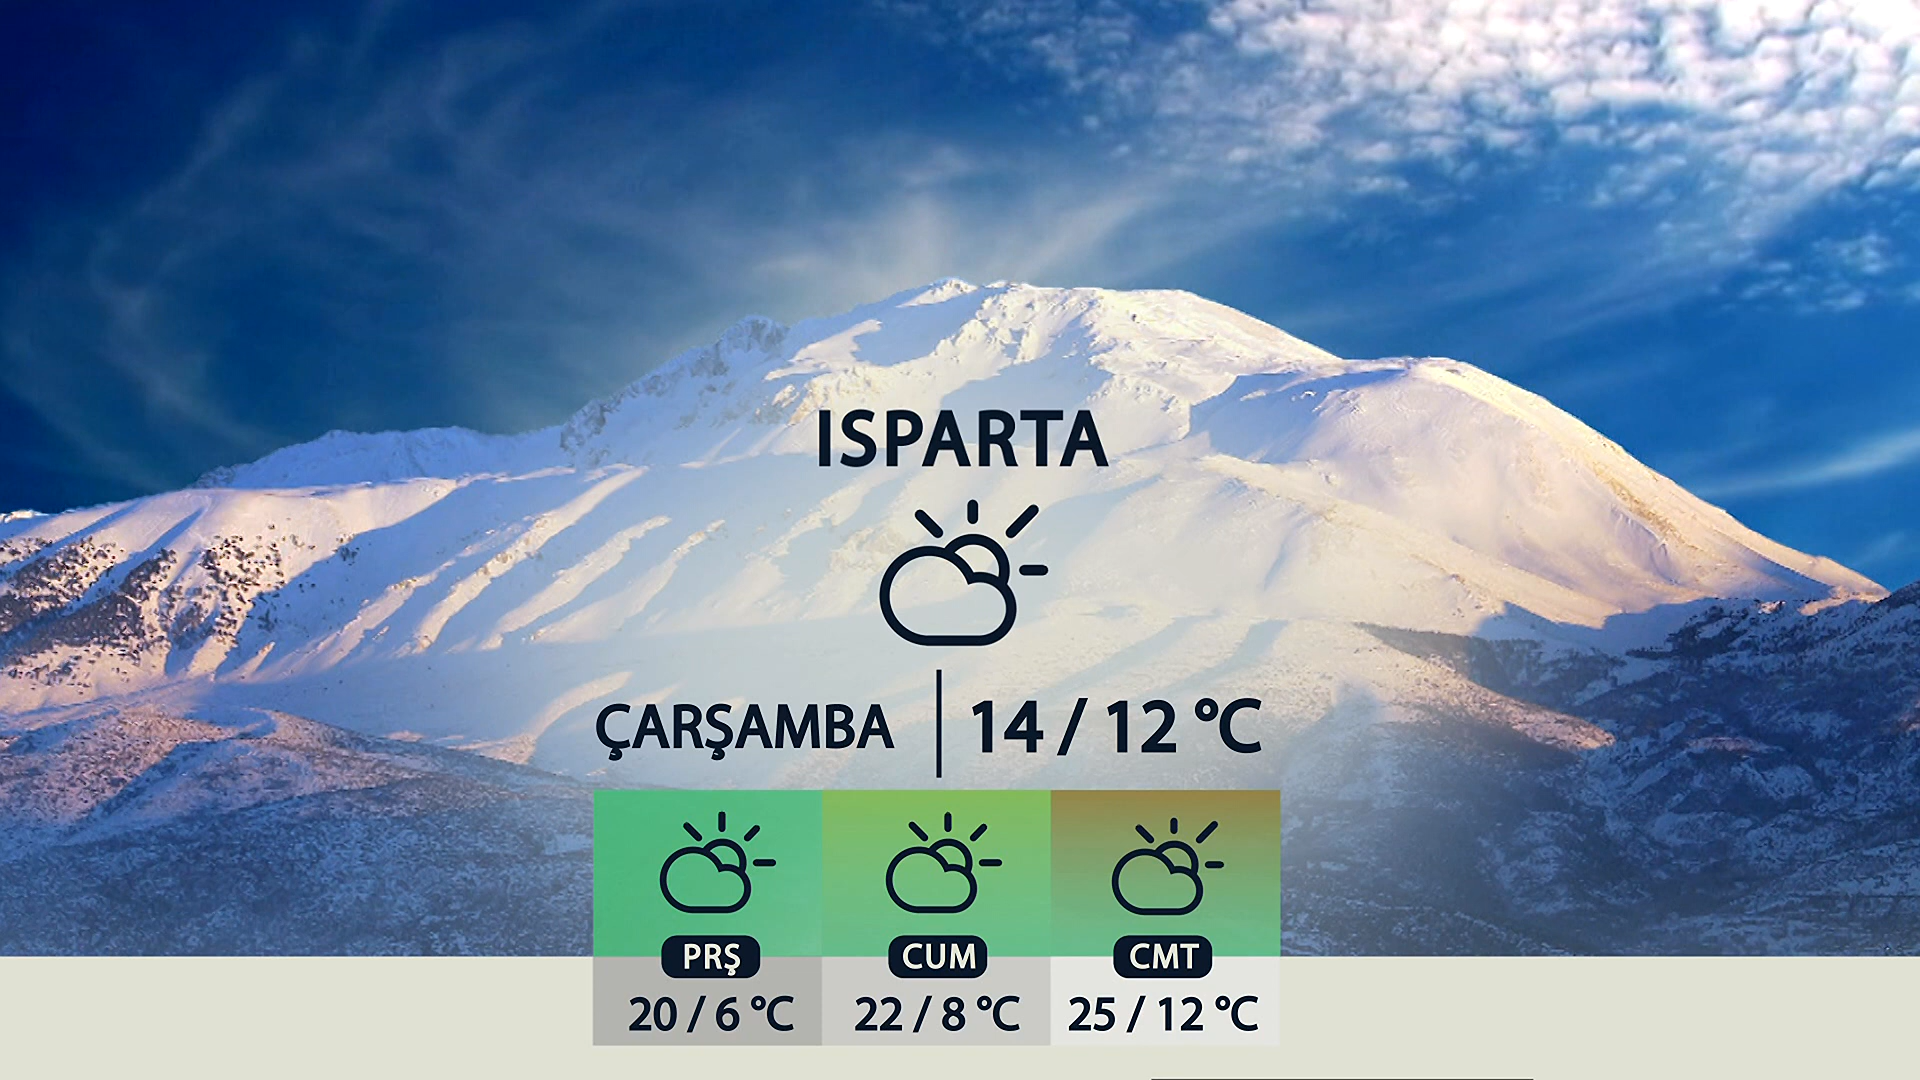 ISPARTA
ÇARŞAMBA 14 / 12 °C
PRŞ CUM CMT
20 / 6 °C 22 / 8 °C 25 / 12 °C